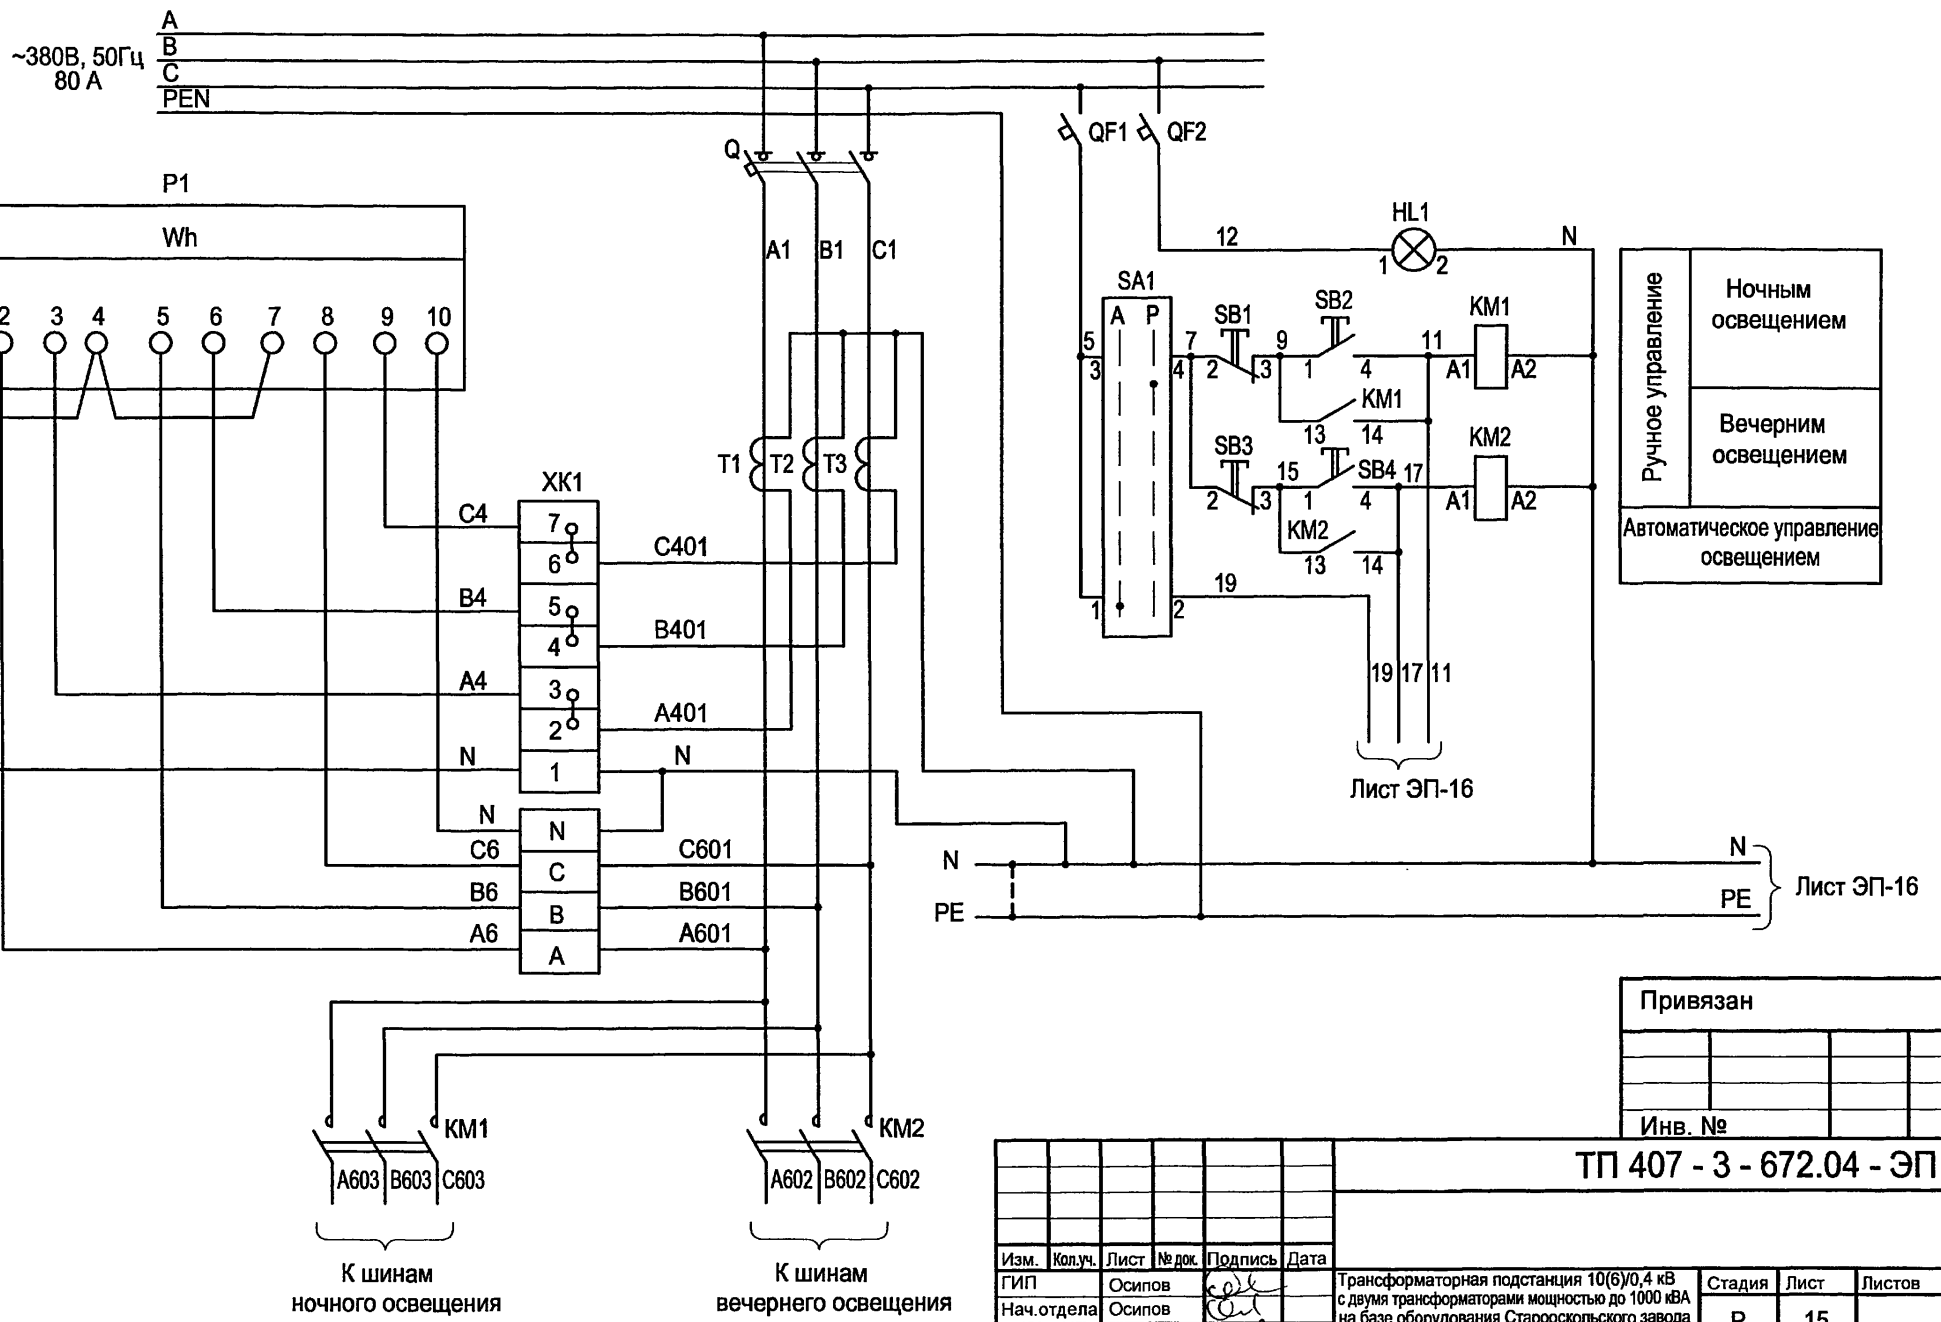 A
~380В, 50Гц
B
80 А
C
PEN
QF1 QF2
Q
P1
Wh
A1 B1 C1
HL1
12 N
1 2
SA1
A P
2 3 4 5 6 7 8 9 10
5 3
7 4
SB1
2 3
9
SB2
1 4
11
KM1
A1 A2
KM1
13 14
SB3
2 3
15
SB4
1 4
17
KM2
A1 A2
KM2
13 14
19
1 2
19 17 11
Лист ЭП-16
Ручное управление
Ночным
освещением
Вечерним
освещением
Автоматическое управление
освещением
T1 T2 T3
XK1
C4 7
6 C401
B4 5
4 B401
A4 3
2 A401
N 1 N
N N
C6 C C601
B6 B B601
A6 A A601
N N
PE PE
Лист ЭП-16
KM1
A603 B603 C603
К шинам
ночного освещения
KM2
A602 B602 C602
К шинам
вечернего освещения
Привязан
Инв. №
ТП 407 - 3 - 672.04 - ЭП
Изм. Кол.уч. Лист № док. Подпись Дата
ГИП Осипов
Нач.отдела Осипов
Трансформаторная подстанция 10(6)/0,4 кВ
с двумя трансформаторами мощностью до 1000 кВА
на базе оборудования Старооскольского завода
Стадия Лист Листов
Р 15